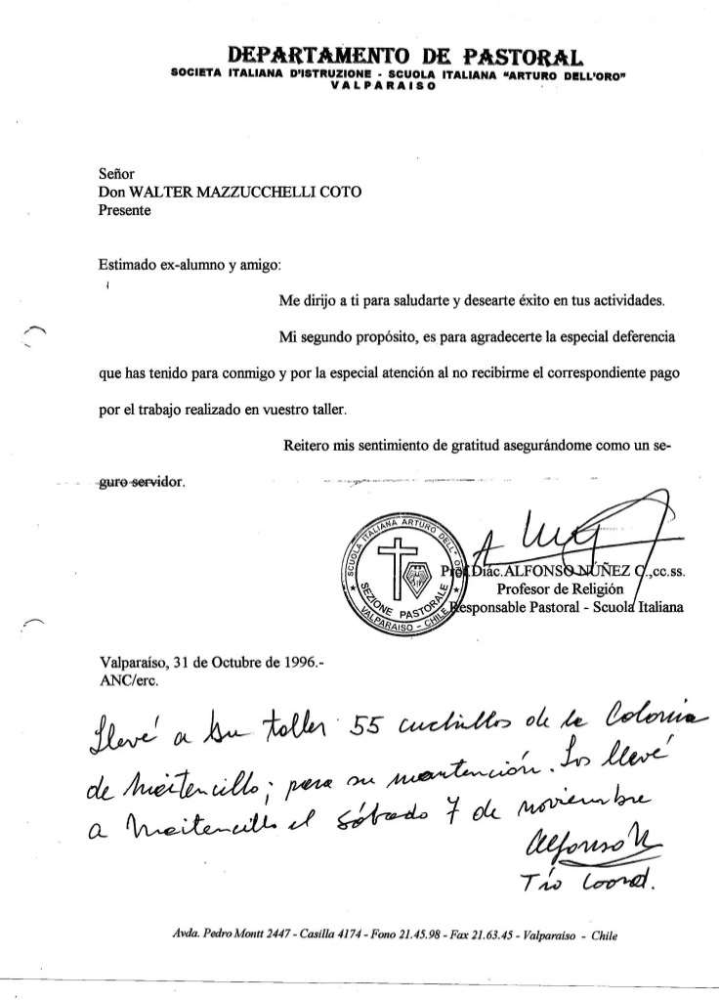 DEPARTAMENTO DE PASTORAL
SOCIETA ITALIANA D'ISTRUZIONE - SCUOLA ITALIANA "ARTURO DELL'ORO"
VALPARAISO
Señor
Don WALTER MAZZUCCHELLI COTO
Presente
Estimado ex-alumno y amigo:
Me dirijo a ti para saludarte y desearte éxito en tus actividades.
Mi segundo propósito, es para agradecerte la especial deferencia
que has tenido para conmigo y por la especial atención al no recibirme el correspondiente pago
por el trabajo realizado en vuestro taller.
Reitero mis sentimiento de gratitud asegurándome como un se-
guro servidor.
SCUOLA ITALIANA ARTURO DELL' ORO
SEZIONE PASTORALE
VALPARAISO - CHILE
Prof.Diác.ALFONSO NÚÑEZ C.,cc.ss.
Profesor de Religión
Responsable Pastoral - Scuola Italiana
Valparaíso, 31 de Octubre de 1996.-
ANC/erc.
Llevé a su taller 55 cuchillos de la Colonia
de Maitencillo; para su mantención. Los llevé
a Maitencillo el sábado 7 de noviembre
Alfonso N
Tío Coord.
Avda. Pedro Montt 2447 - Casilla 4174 - Fono 21.45.98 - Fax 21.63.45 - Valparaiso - Chile